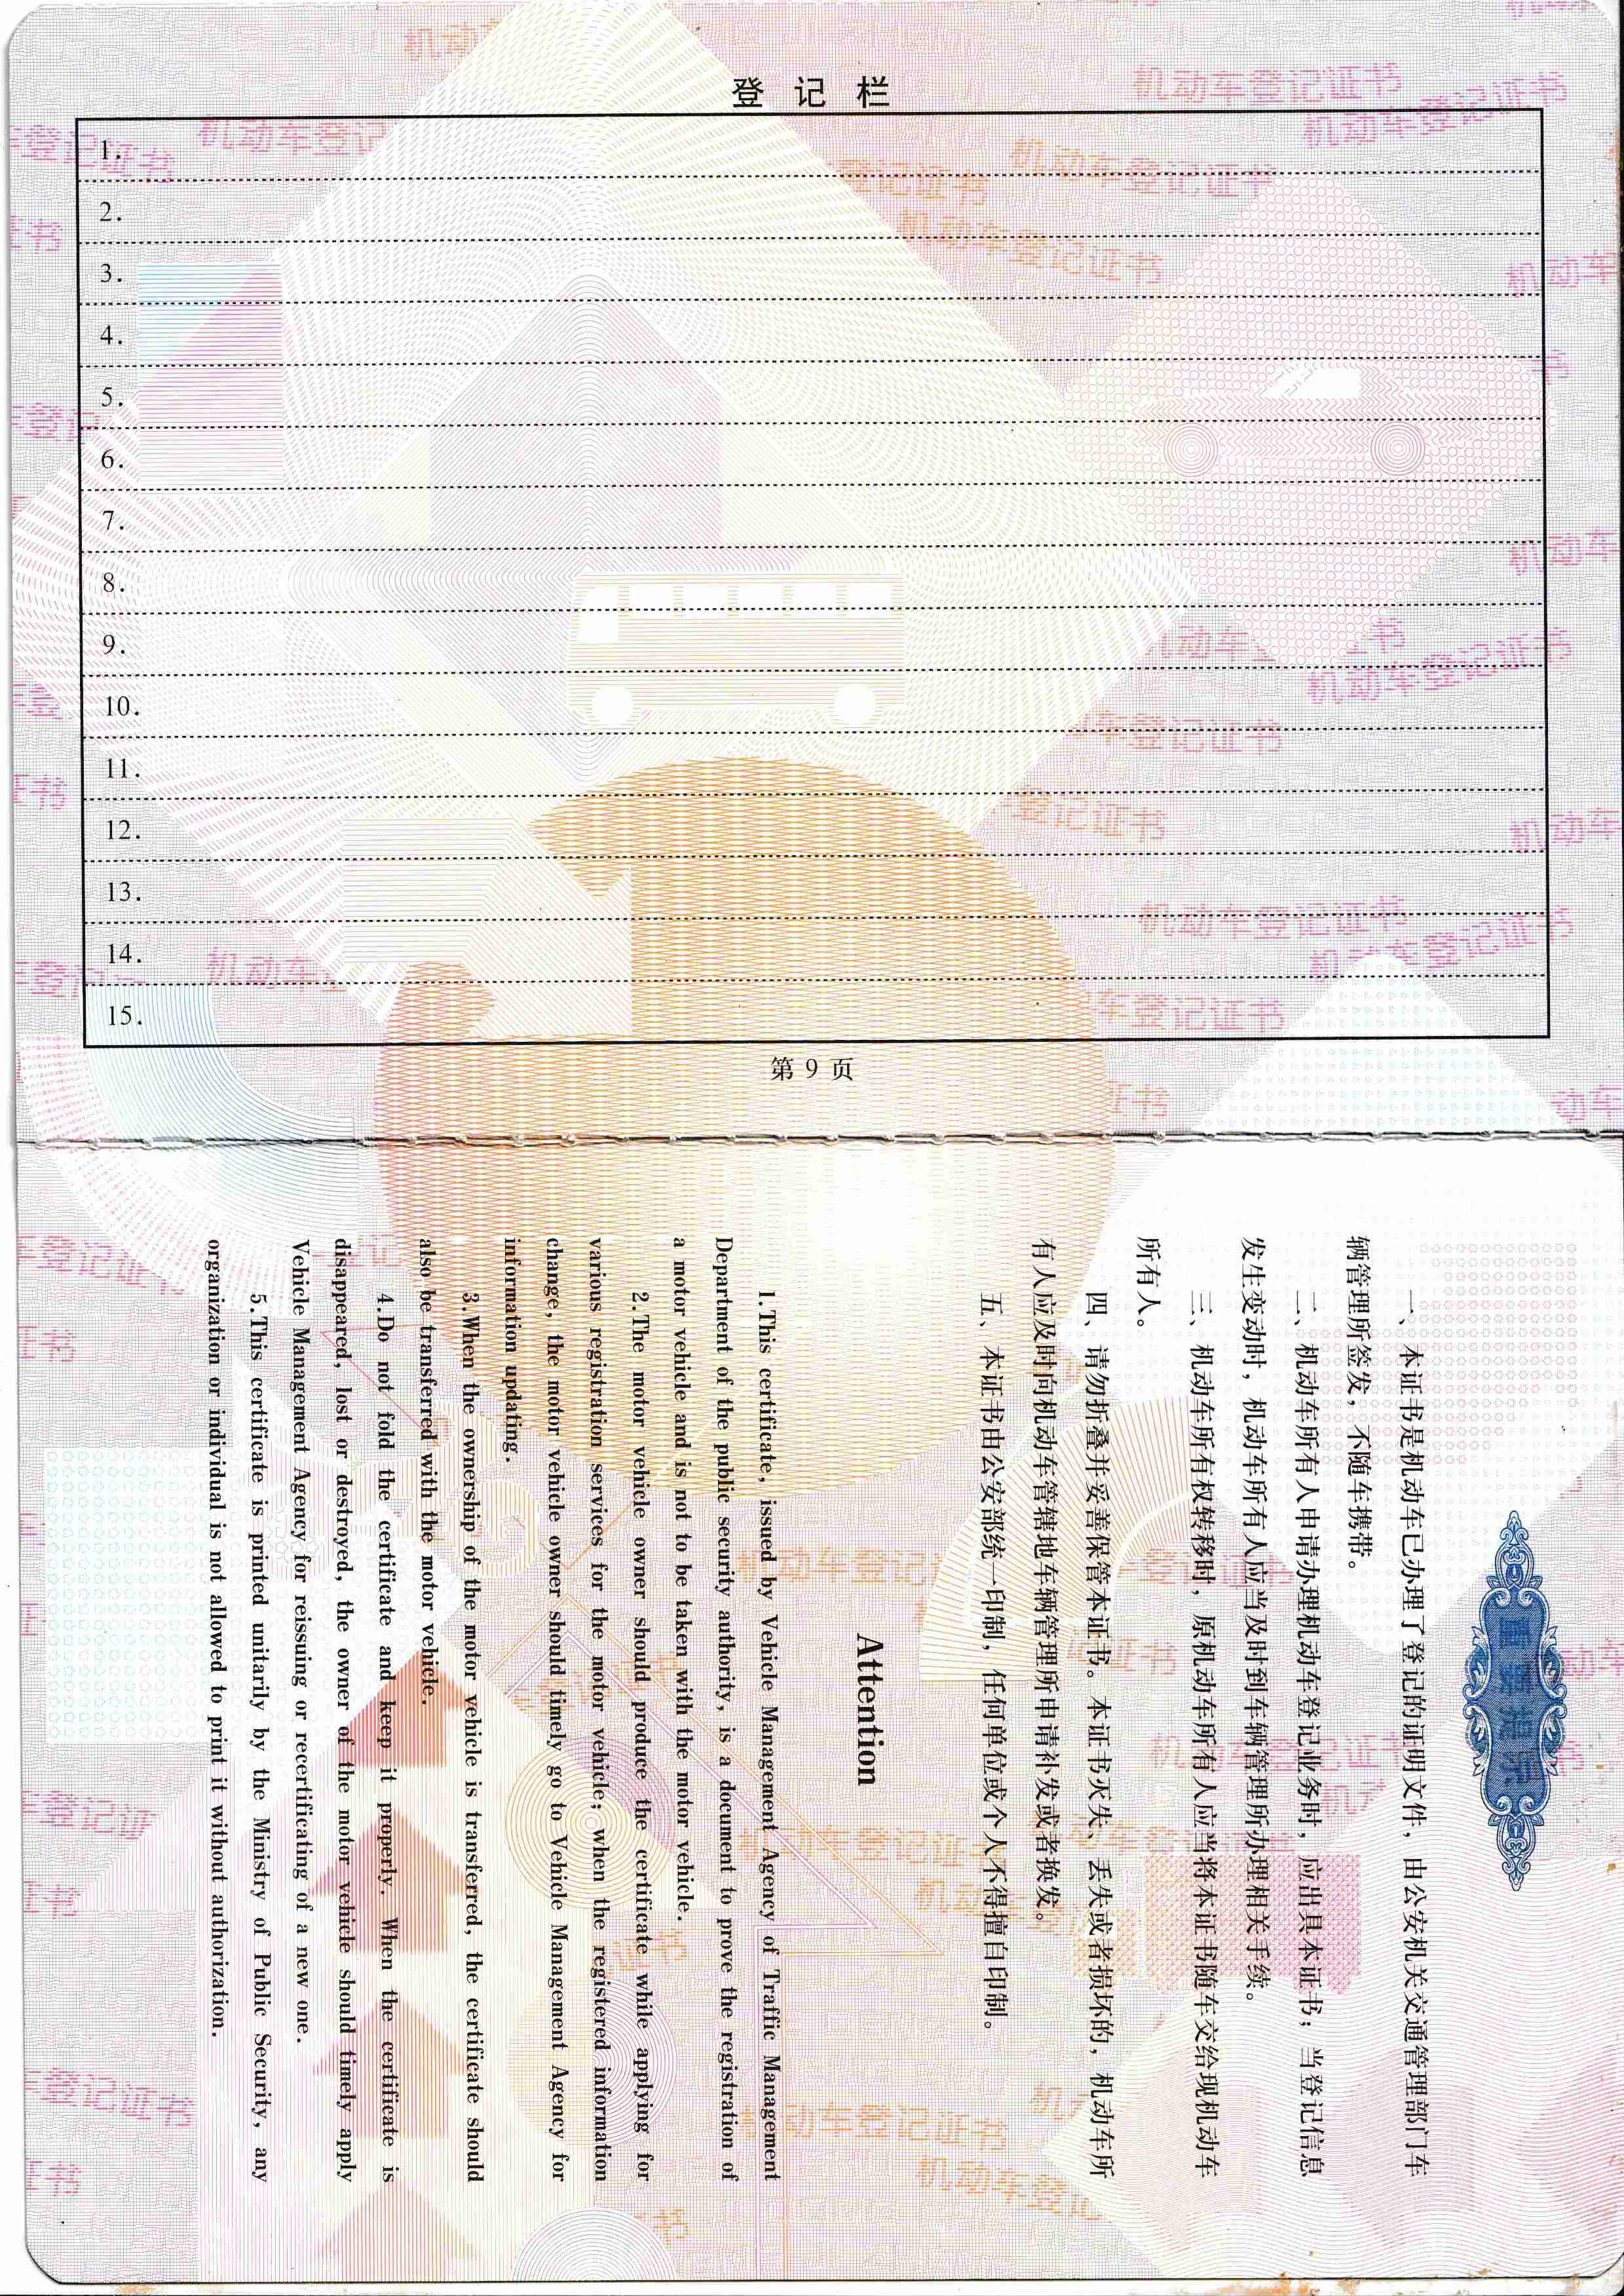 登记栏
1.
2.
3.
4.
5.
6.
7.
8.
9.
10.
11.
12.
13.
14.
15.
第 9 页
重要提示
一、本证书是机动车已办理了登记的证明文件，由公安机关交通管理部门车
辆管理所签发，不随车携带。
二、机动车所有人申请办理机动车登记业务时，应出具本证书；当登记信息
发生变动时，机动车所有人应当及时到车辆管理所办理相关手续。
三、机动车所有权转移时，原机动车所有人应当将本证书随车交给现机动车
所有人。
四、请勿折叠并妥善保管本证书。本证书灭失、丢失或者损坏的，机动车所
有人应及时向机动车管辖地车辆管理所申请补发或者换发。
五、本证书由公安部统一印制，任何单位或个人不得擅自印制。
Attention
1.This certificate, issued by Vehicle Management Agency of Traffic Management
Department of the public security authority, is a document to prove the registration of
a motor vehicle and is not to be taken with the motor vehicle.
2.The motor vehicle owner should produce the certificate while applying for
various registration services for the motor vehicle; when the registered information
change, the motor vehicle owner should timely go to Vehicle Management Agency for
information updating.
3.When the ownership of the motor vehicle is transferred, the certificate should
also be transferred with the motor vehicle.
4.Do not fold the certificate and keep it properly. When the certificate is
disappeared, lost or destroyed, the owner of the motor vehicle should timely apply
Vehicle Management Agency for reissuing or recertificating of a new one.
5.This certificate is printed unitarily by the Ministry of Public Security, any
organization or individual is not allowed to print it without authorization.